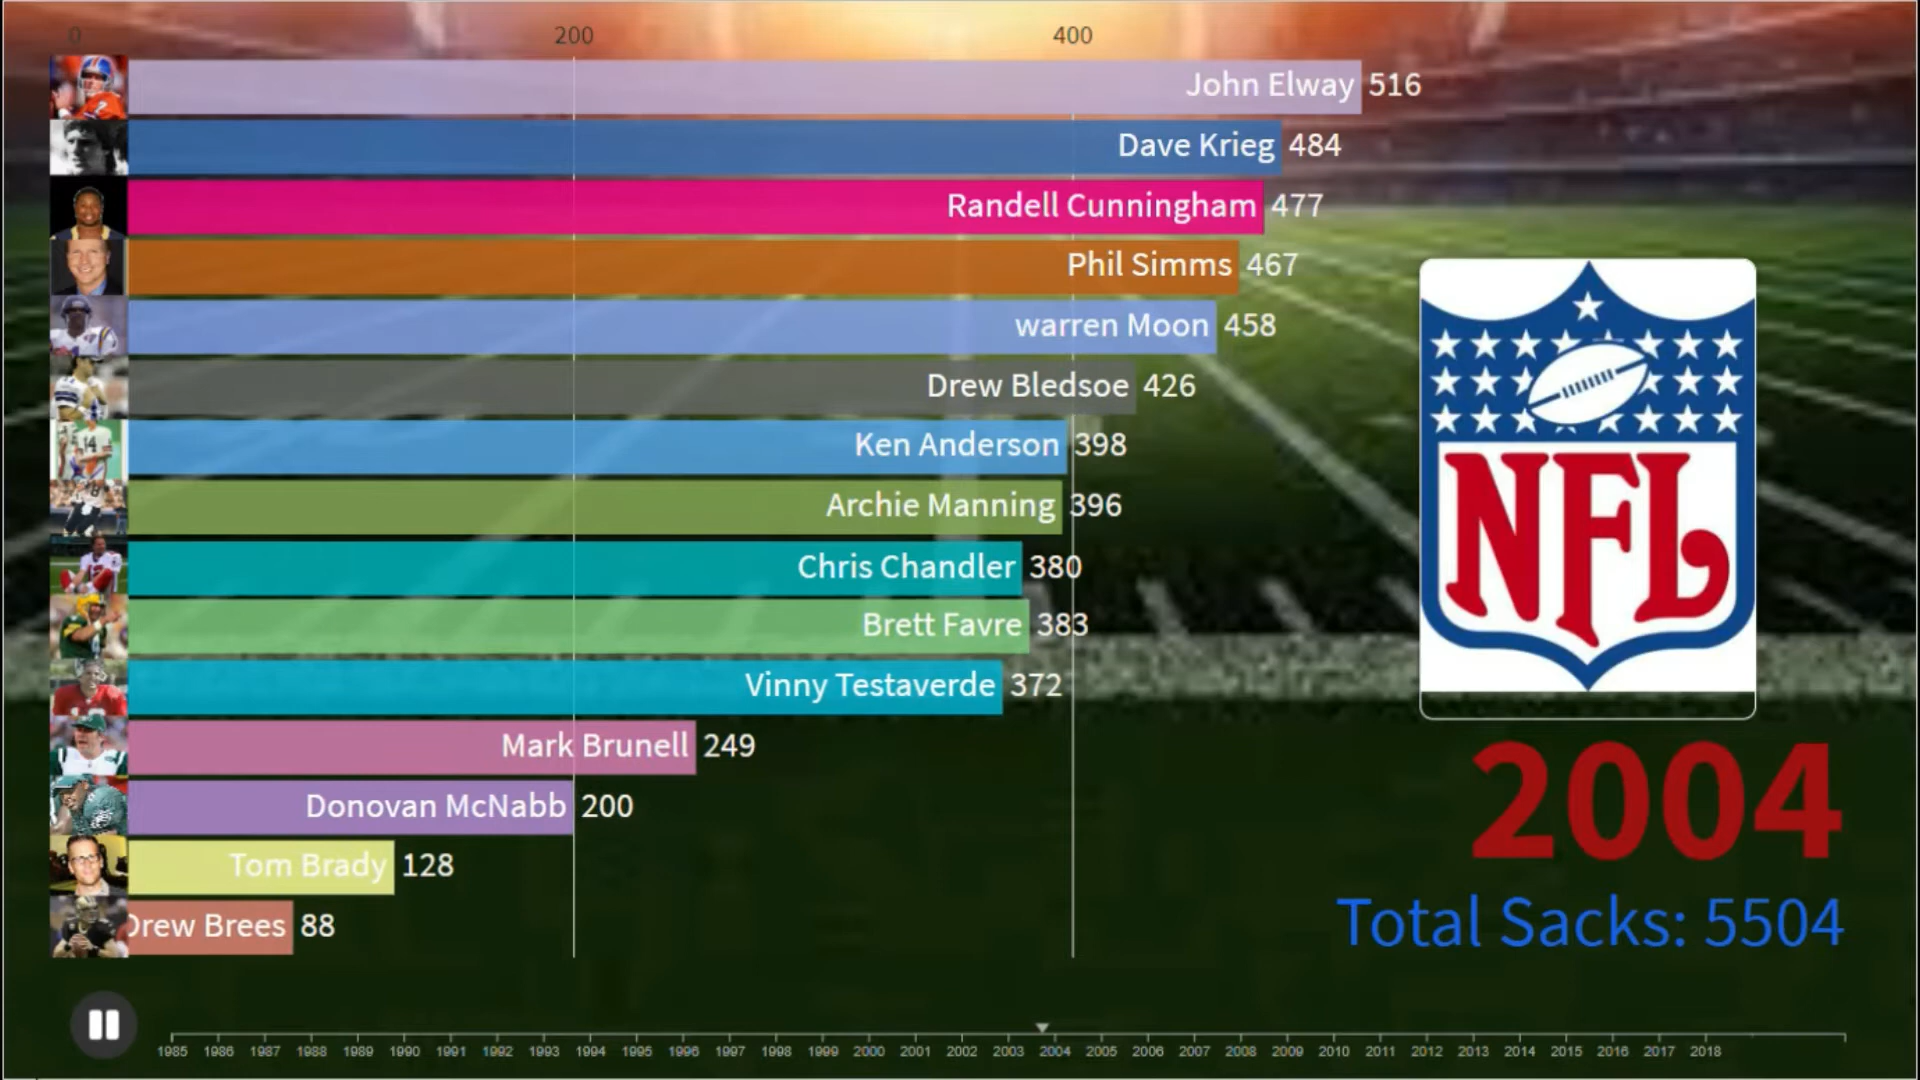 0 200 400
John Elway 516
Dave Krieg 484
Randell Cunningham 477
Phil Simms 467
warren Moon 458
Drew Bledsoe 426
Ken Anderson 398
Archie Manning 396
Chris Chandler 380
Brett Favre 383
Vinny Testaverde 372
Mark Brunell 249
Donovan McNabb 200
Tom Brady 128
Drew Brees 88
NFL
2004
Total Sacks: 5504
1985 1986 1987 1988 1989 1990 1991 1992 1993 1994 1995 1996 1997 1998 1999 2000 2001 2002 2003 2004 2005 2006 2007 2008 2009 2010 2011 2012 2013 2014 2015 2016 2017 2018